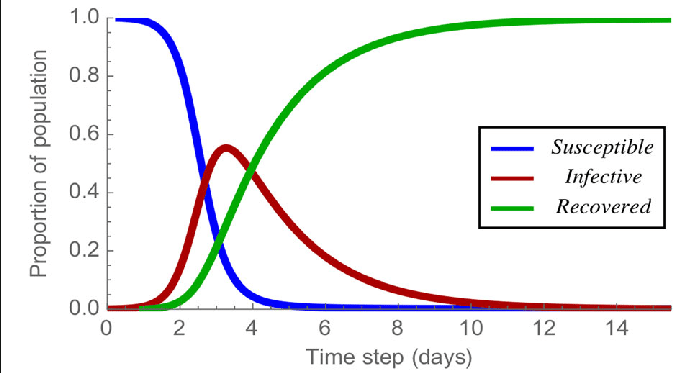 1.0
0.8
0.6
0.4
0.2
0.0
Proportion of population
0 2 4 6 8 10 12 14
Time step (days)
Susceptible
Infective
Recovered